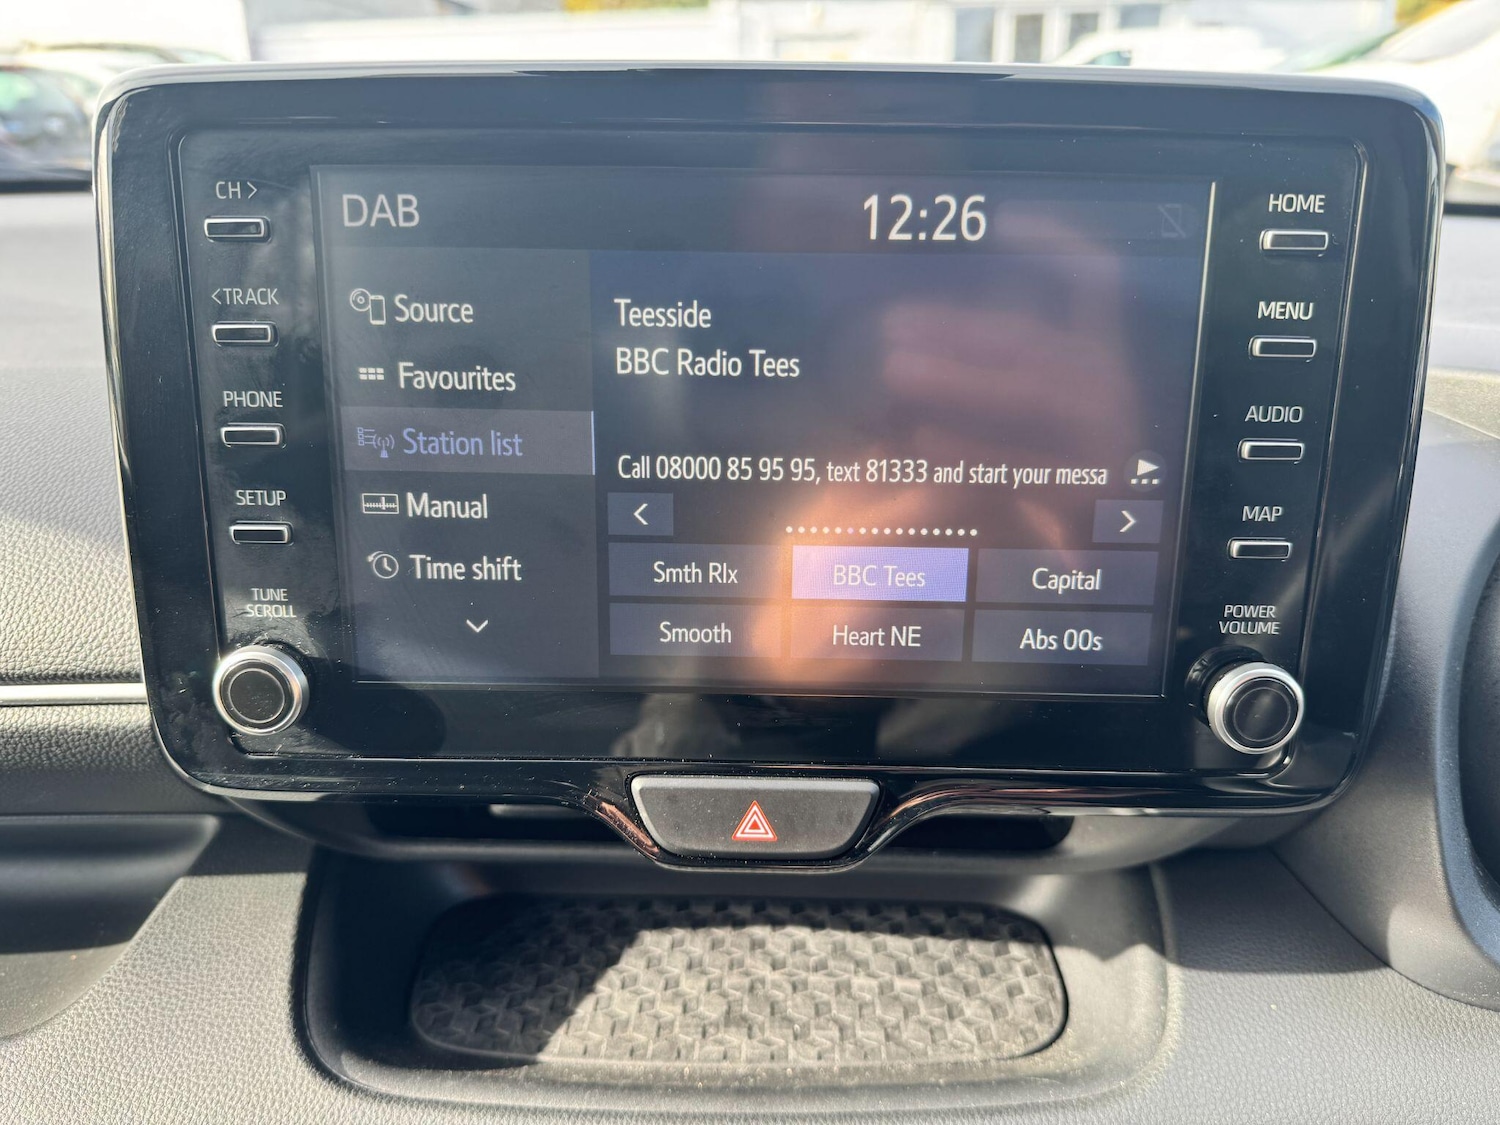 CH >
<TRACK
PHONE
SETUP
TUNE
SCROLL
DAB
12:26
Source
Favourites
Station list
Manual
Time shift
Teesside
BBC Radio Tees
Call 08000 85 95 95, text 81333 and start your messa
< >
Smth Rlx BBC Tees Capital
Smooth Heart NE Abs 00s
HOME
MENU
AUDIO
MAP
POWER
VOLUME